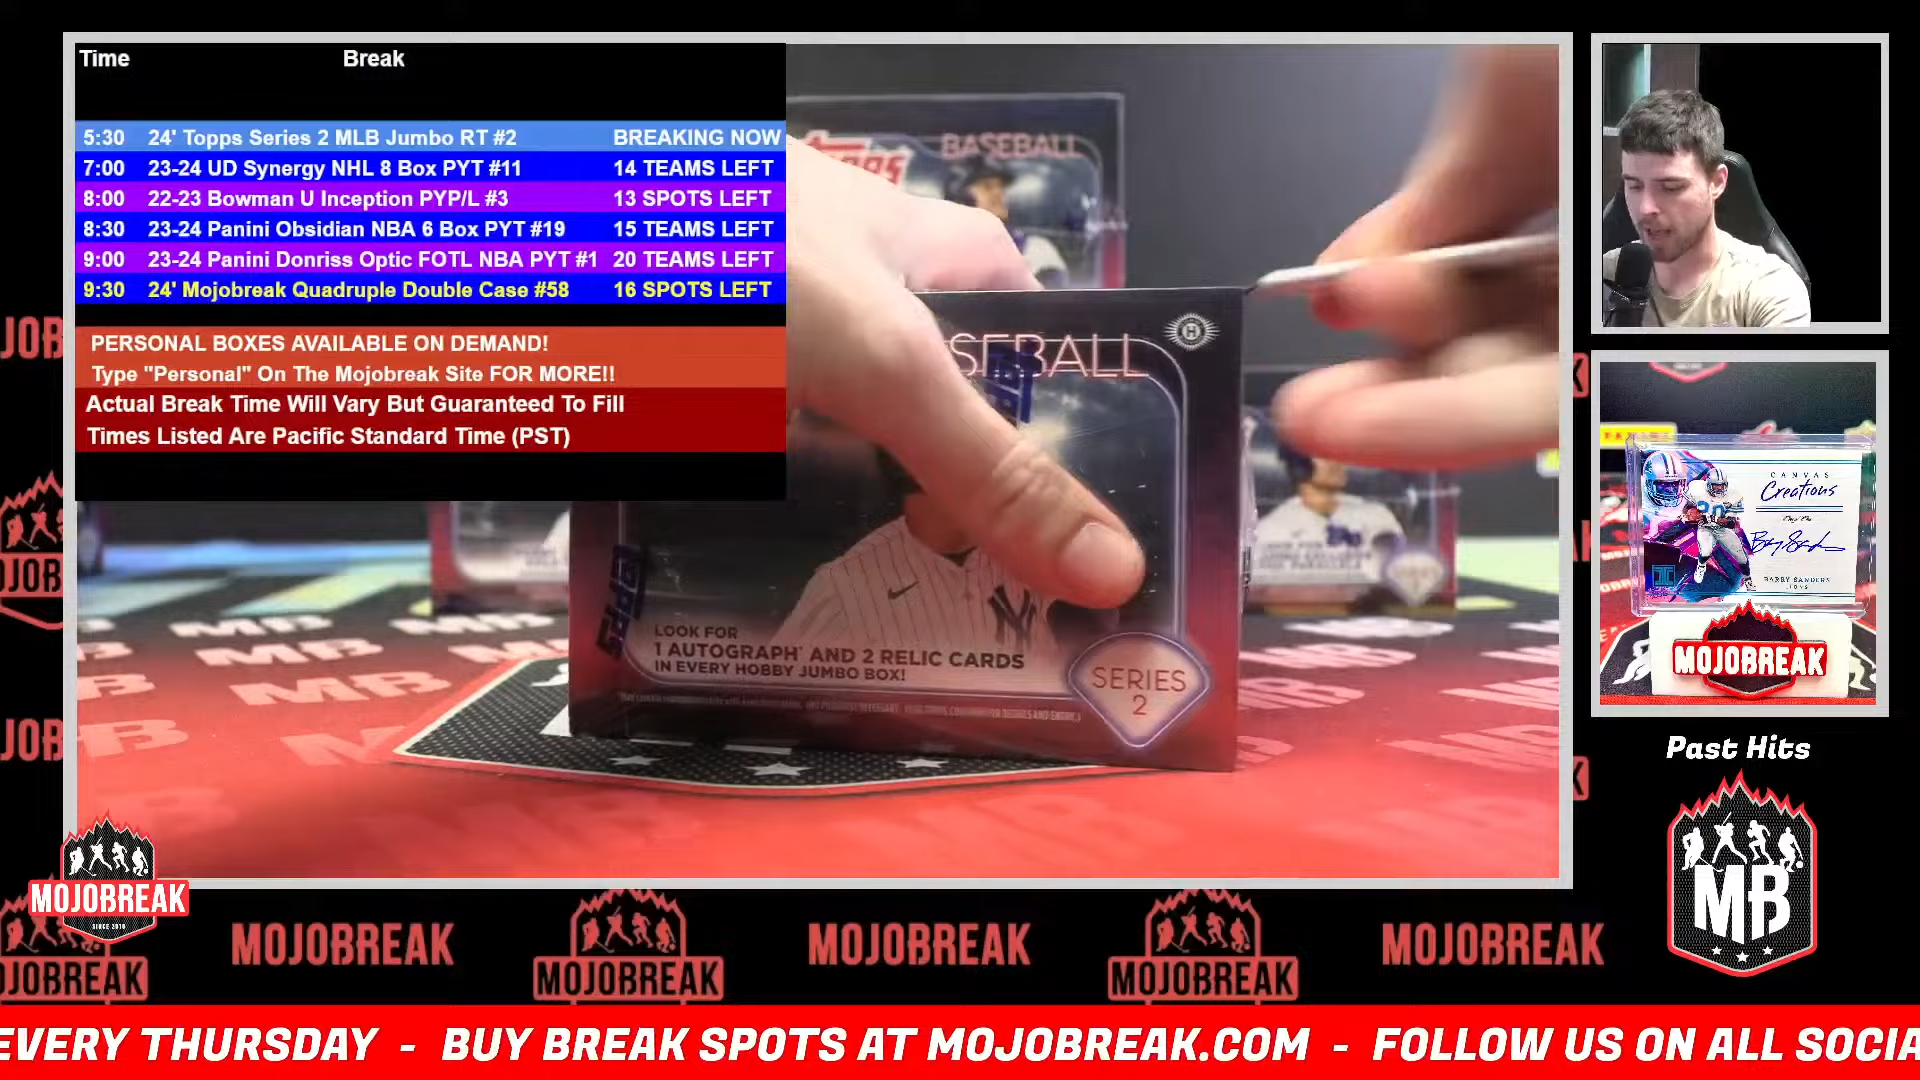 Time Break
5:30 24' Topps Series 2 MLB Jumbo RT #2 BREAKING NOW
7:00 23-24 UD Synergy NHL 8 Box PYT #11 14 TEAMS LEFT
8:00 22-23 Bowman U Inception PYP/L #3 13 SPOTS LEFT
8:30 23-24 Panini Obsidian NBA 6 Box PYT #19 15 TEAMS LEFT
9:00 23-24 Panini Donriss Optic FOTL NBA PYT #1 20 TEAMS LEFT
9:30 24' Mojobreak Quadruple Double Case #58 16 SPOTS LEFT
PERSONAL BOXES AVAILABLE ON DEMAND!
Type "Personal" On The Mojobreak Site FOR MORE!!
Actual Break Time Will Vary But Guaranteed To Fill
Times Listed Are Pacific Standard Time (PST)
BASEBALL
SEBALL
LOOK FOR
1 AUTOGRAPH* AND 2 RELIC CARDS
IN EVERY HOBBY JUMBO BOX!
SERIES
2
CANVAS
Creations
BARRY SANDERS
LIONS
MOJOBREAK
Past Hits
MB
MOJOBREAK
SINCE 2010
MOJOBREAK
MOJOBREAK
MOJOBREAK
MOJOBREAK
MOJOBREAK
EVERY THURSDAY - BUY BREAK SPOTS AT MOJOBREAK.COM - FOLLOW US ON ALL SOCIA